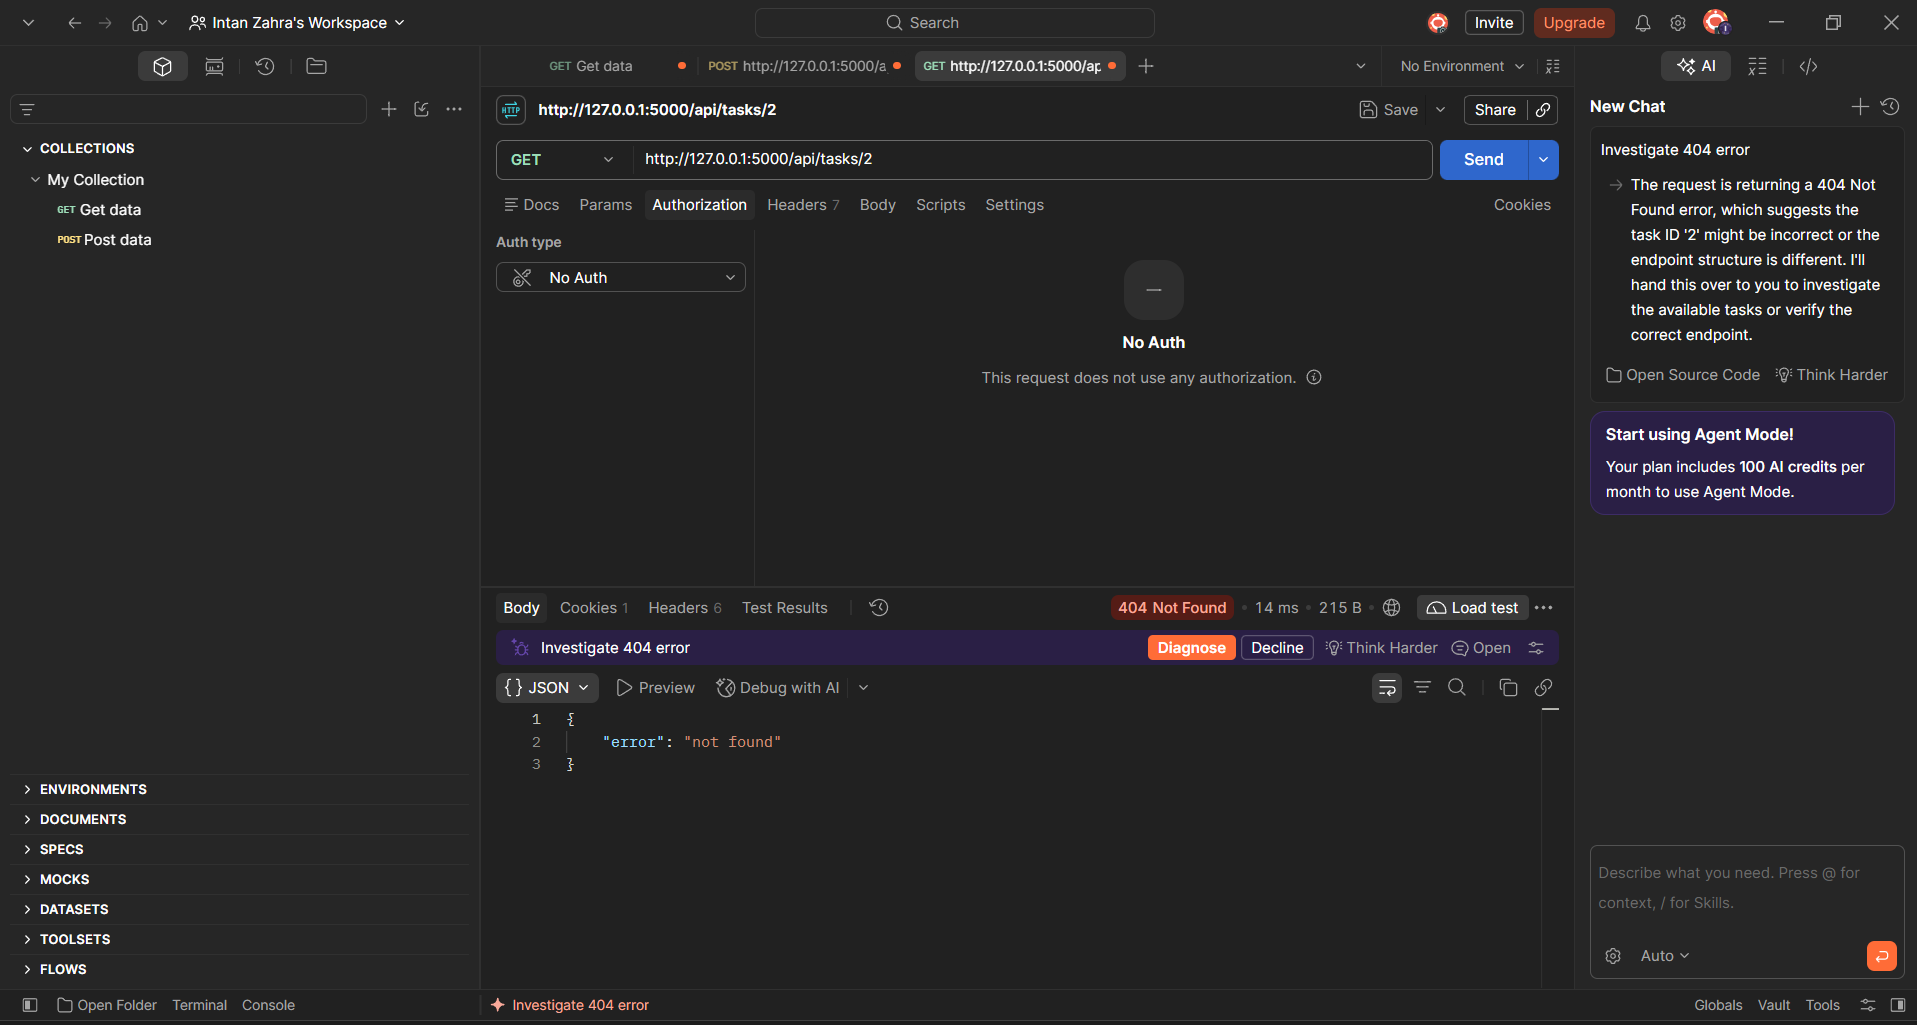 Intan Zahra's Workspace
Search
Invite
Upgrade
GET Get data
POST http://127.0.0.1:5000/a
GET http://127.0.0.1:5000/ap
No Environment
AI
HTTP http://127.0.0.1:5000/api/tasks/2
Save
Share
New Chat
COLLECTIONS
My Collection
GET Get data
POST Post data
GET http://127.0.0.1:5000/api/tasks/2
Send
Docs Params Authorization Headers 7 Body Scripts Settings
Cookies
Auth type
No Auth
No Auth
This request does not use any authorization.
Investigate 404 error
The request is returning a 404 Not
Found error, which suggests the
task ID '2' might be incorrect or the
endpoint structure is different. I'll
hand this over to you to investigate
the available tasks or verify the
correct endpoint.
Open Source Code Think Harder
Start using Agent Mode!
Your plan includes 100 AI credits per
month to use Agent Mode.
Body Cookies 1 Headers 6 Test Results
404 Not Found • 14 ms • 215 B •
Load test
Investigate 404 error
Diagnose Decline Think Harder Open
{ } JSON Preview Debug with AI
1 {
2 "error": "not found"
3 }
ENVIRONMENTS
DOCUMENTS
SPECS
MOCKS
DATASETS
TOOLSETS
FLOWS
Describe what you need. Press @ for
context, / for Skills.
Auto
Open Folder Terminal Console
Investigate 404 error
Globals Vault Tools